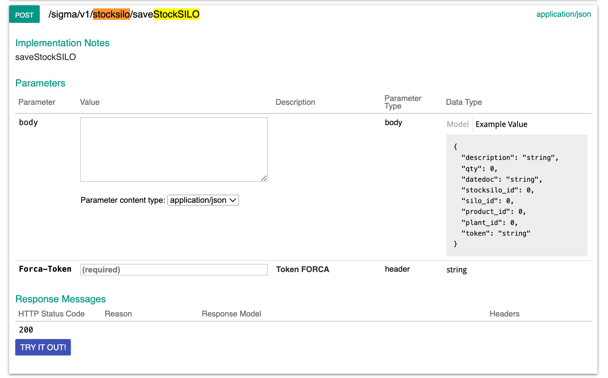 POST /sigma/v1/stocksilo/saveStockSILO application/json
Implementation Notes
saveStockSILO
Parameters
Parameter Value Description Parameter Type Data Type
body body Model Example Value
{
"description": "string",
"qty": 0,
"datedoc": "string",
"stocksilo_id": 0,
"silo_id": 0,
"product_id": 0,
"plant_id": 0,
"token": "string"
}
Parameter content type: application/json
Forca-Token (required) Token FORCA header string
Response Messages
HTTP Status Code Reason Response Model Headers
200
TRY IT OUT!